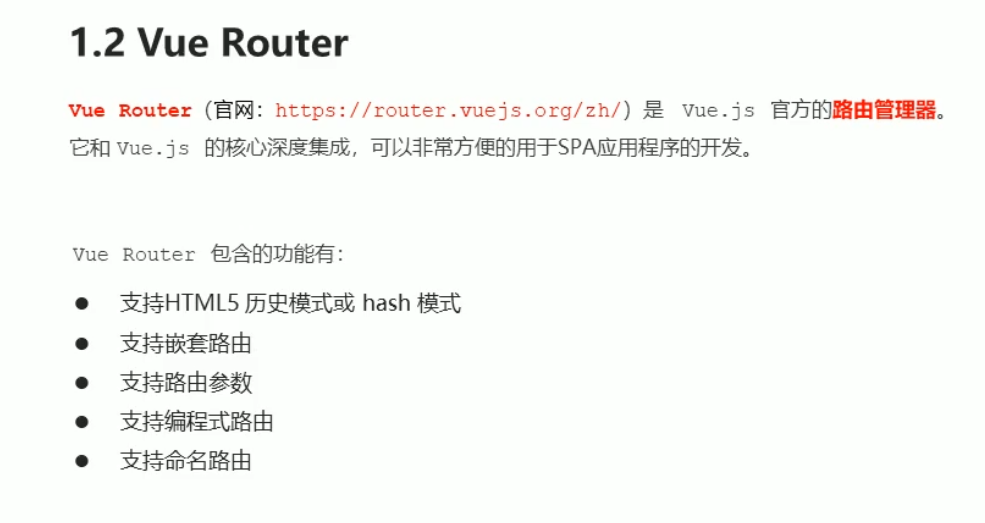 1.2 Vue Router
Vue Router（官网：https://router.vuejs.org/zh/）是 Vue.js 官方的路由管理器。
它和 Vue.js 的核心深度集成，可以非常方便的用于SPA应用程序的开发。
Vue Router 包含的功能有：
● 支持HTML5 历史模式或 hash 模式
● 支持嵌套路由
● 支持路由参数
● 支持编程式路由
● 支持命名路由